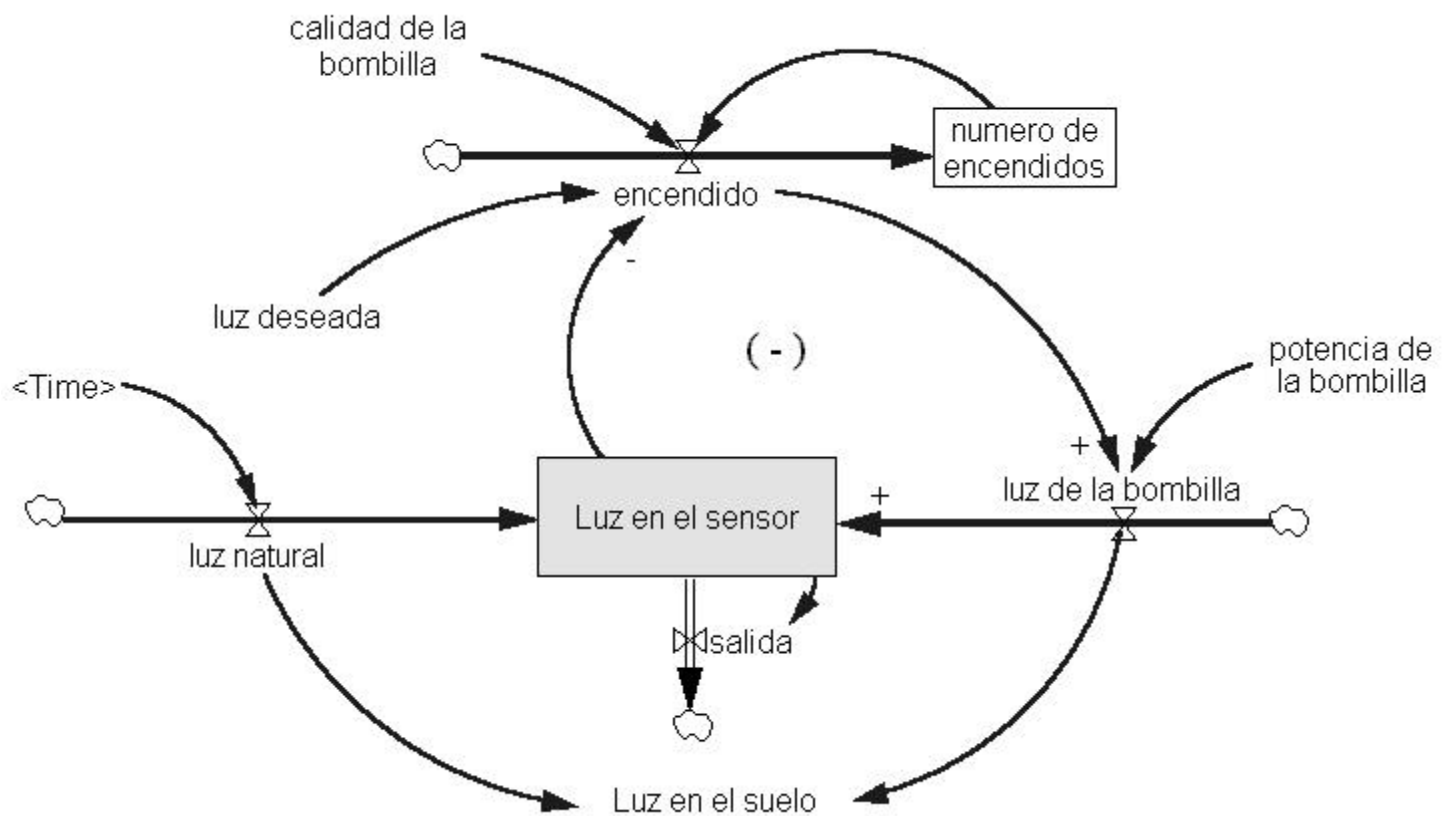 calidad de la
bombilla
numero de
encendidos
encendido
-
luz deseada
( - )
potencia de
la bombilla
<Time>
+
luz de la bombilla
+
Luz en el sensor
luz natural
salida
Luz en el suelo